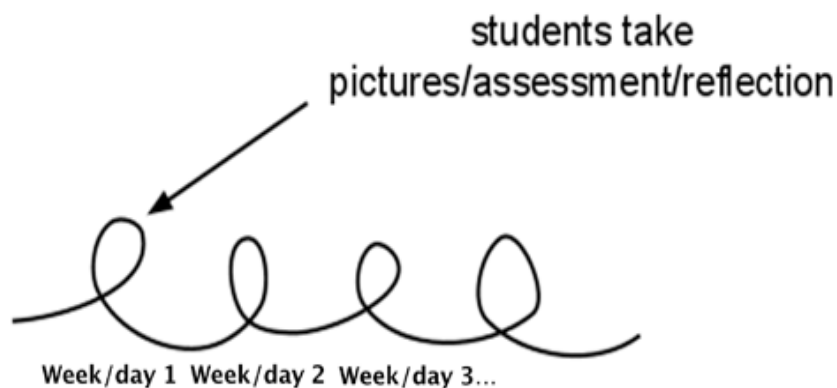 students take
pictures/assessment/reflection
Week/day 1 Week/day 2 Week/day 3...